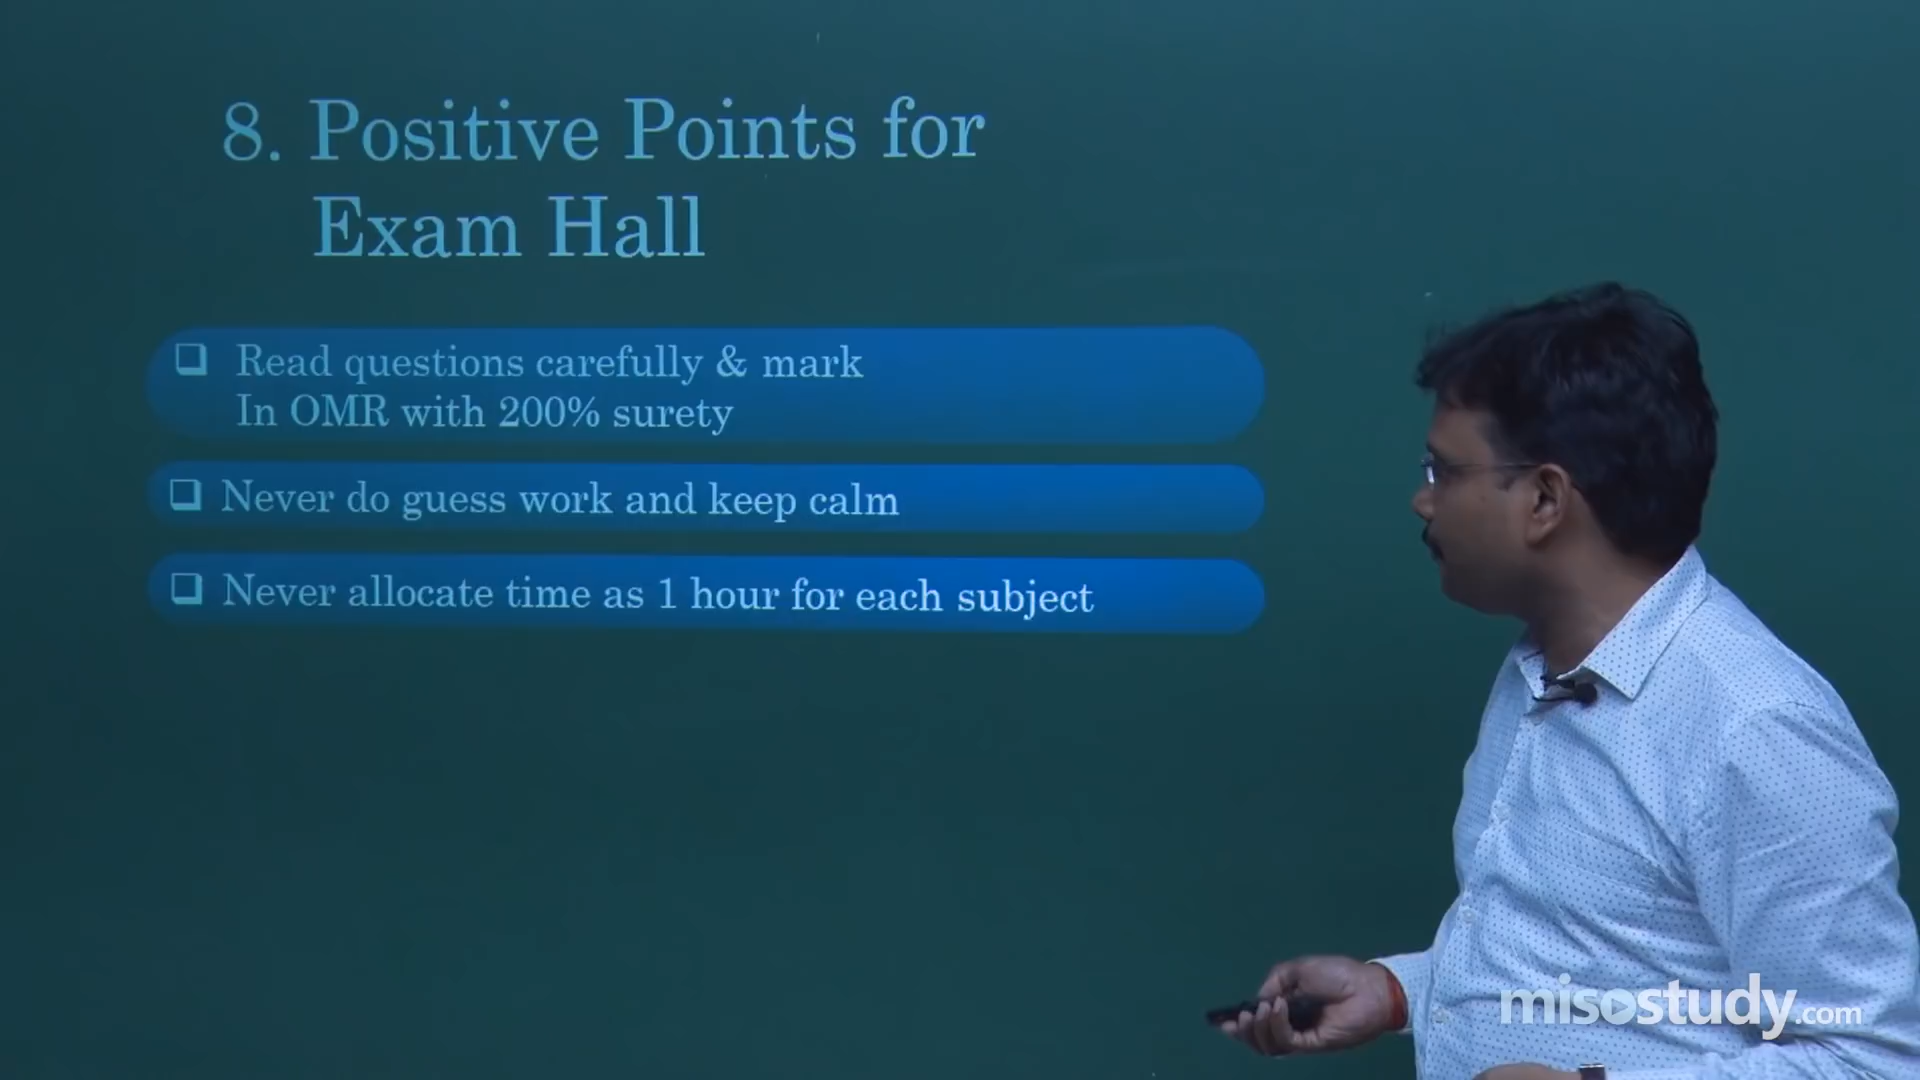 8. Positive Points for
Exam Hall
❑ Read questions carefully & mark
In OMR with 200% surety
❑ Never do guess work and keep calm
❑ Never allocate time as 1 hour for each subject
misostudy.com